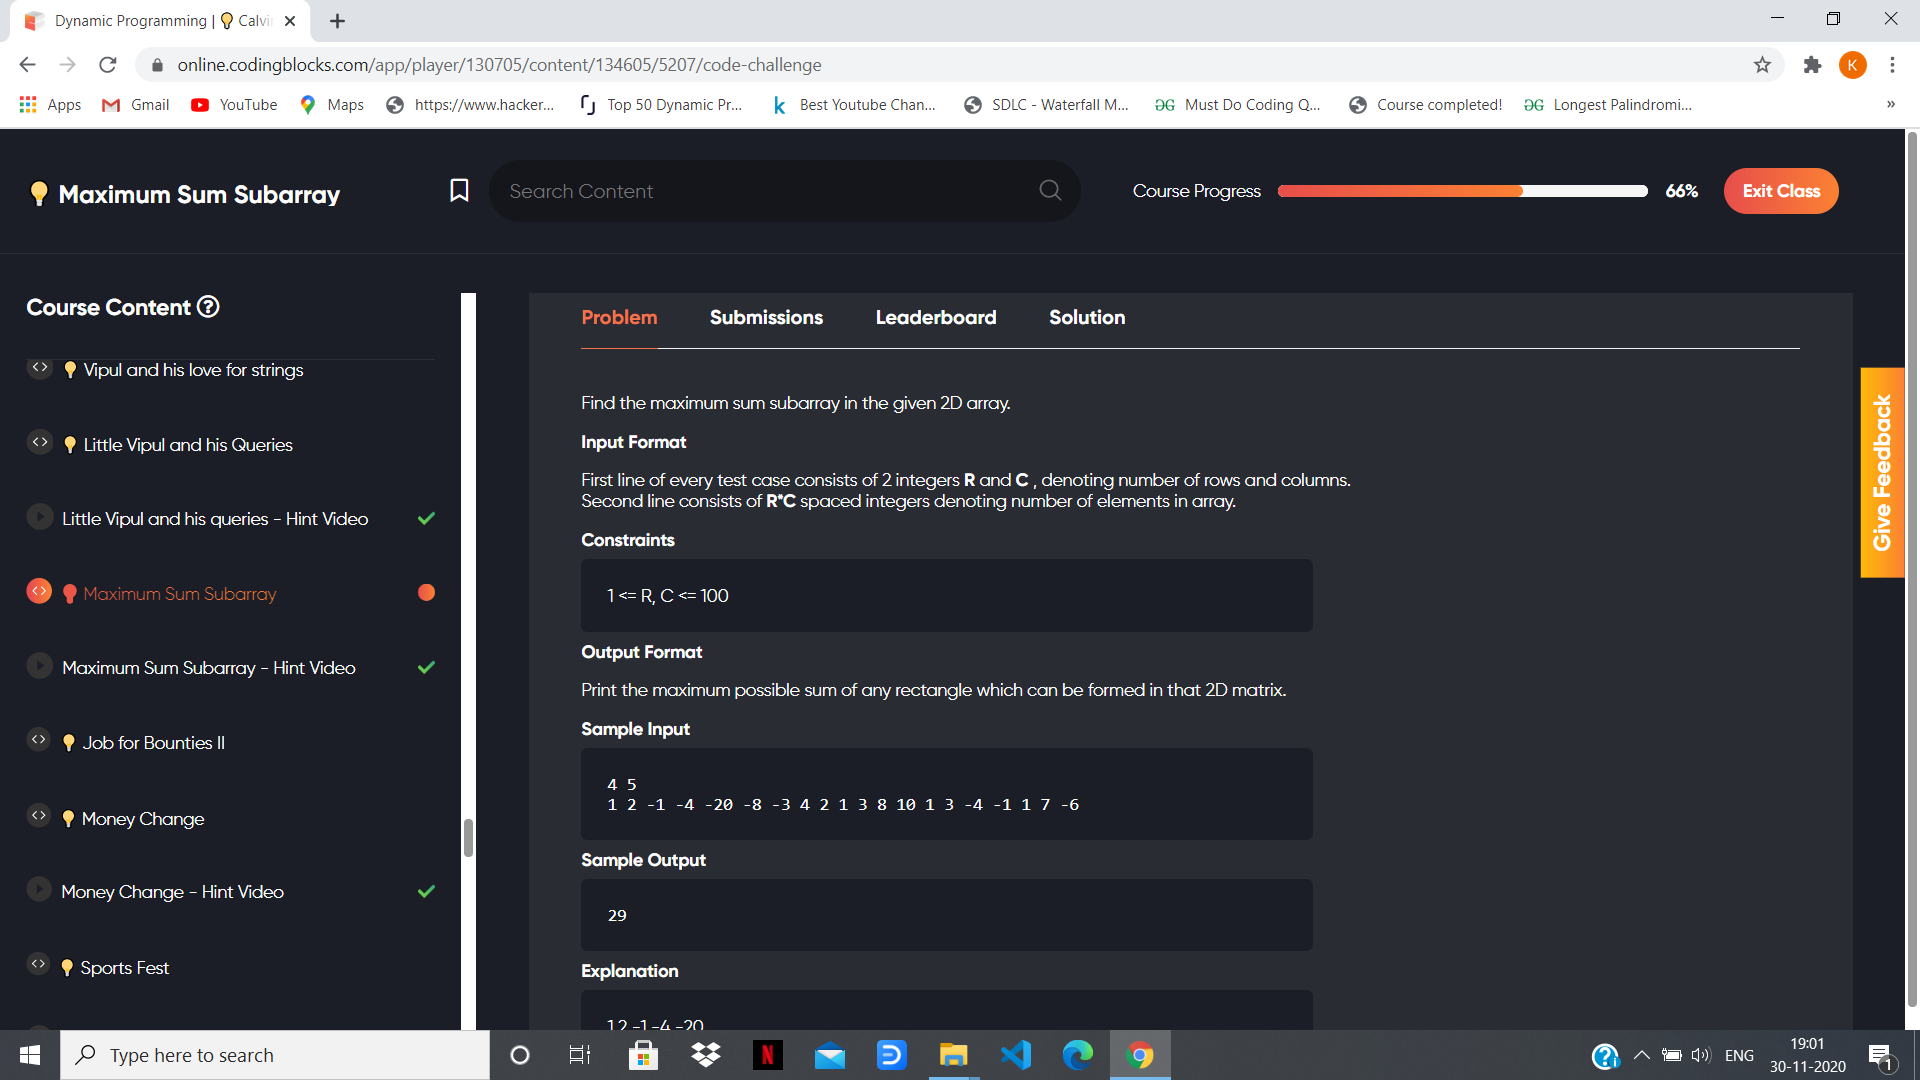 Dynamic Programming | Calvi
online.codingblocks.com/app/player/130705/content/134605/5207/code-challenge
K
Apps Gmail YouTube Maps https://www.hacker... Top 50 Dynamic Pr... Best Youtube Chan... SDLC - Waterfall M... Must Do Coding Q... Course completed! Longest Palindromi... »
Maximum Sum Subarray
Search Content
Course Progress 66% Exit Class
Course Content
Vipul and his love for strings
Little Vipul and his Queries
Little Vipul and his queries - Hint Video
Maximum Sum Subarray
Maximum Sum Subarray - Hint Video
Job for Bounties II
Money Change
Money Change - Hint Video
Sports Fest
Problem Submissions Leaderboard Solution
Find the maximum sum subarray in the given 2D array.
Input Format
First line of every test case consists of 2 integers R and C , denoting number of rows and columns.
Second line consists of R*C spaced integers denoting number of elements in array.
Constraints
1 <= R, C <= 100
Output Format
Print the maximum possible sum of any rectangle which can be formed in that 2D matrix.
Sample Input
4 5
1 2 -1 -4 -20 -8 -3 4 2 1 3 8 10 1 3 -4 -1 1 7 -6
Sample Output
29
Explanation
1 2 -1 -4 -20
Give Feedback
Type here to search
ENG
19:01
30-11-2020
1